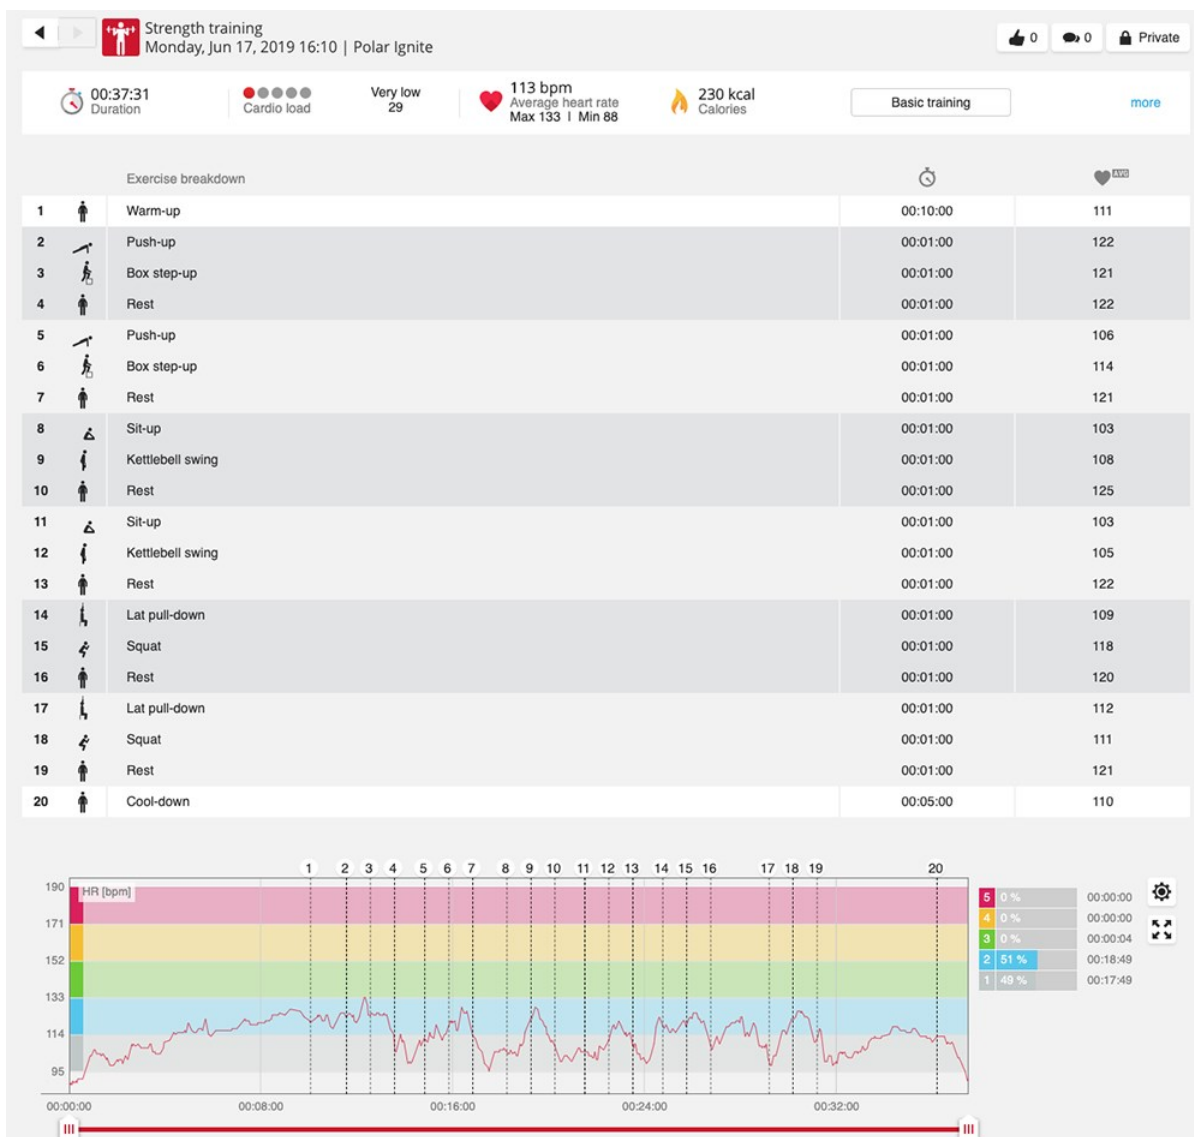 Strength training
Monday, Jun 17, 2019 16:10 | Polar Ignite
0 0 Private
00:37:31
Duration
Cardio load
Very low
29
113 bpm
Average heart rate
Max 133 | Min 88
230 kcal
Calories
Basic training
more
Exercise breakdown AVG
1 Warm-up 00:10:00 111
2 Push-up 00:01:00 122
3 Box step-up 00:01:00 121
4 Rest 00:01:00 122
5 Push-up 00:01:00 106
6 Box step-up 00:01:00 114
7 Rest 00:01:00 121
8 Sit-up 00:01:00 103
9 Kettlebell swing 00:01:00 108
10 Rest 00:01:00 125
11 Sit-up 00:01:00 103
12 Kettlebell swing 00:01:00 105
13 Rest 00:01:00 122
14 Lat pull-down 00:01:00 109
15 Squat 00:01:00 118
16 Rest 00:01:00 120
17 Lat pull-down 00:01:00 112
18 Squat 00:01:00 111
19 Rest 00:01:00 121
20 Cool-down 00:05:00 110
1 2 3 4 5 6 7 8 9 10 11 12 13 14 15 16 17 18 19 20
HR [bpm]
190
171
152
133
114
95
00:00:00 00:08:00 00:16:00 00:24:00 00:32:00
5 0 % 00:00:00
4 0 % 00:00:00
3 0 % 00:00:04
2 51 % 00:18:49
1 49 % 00:17:49